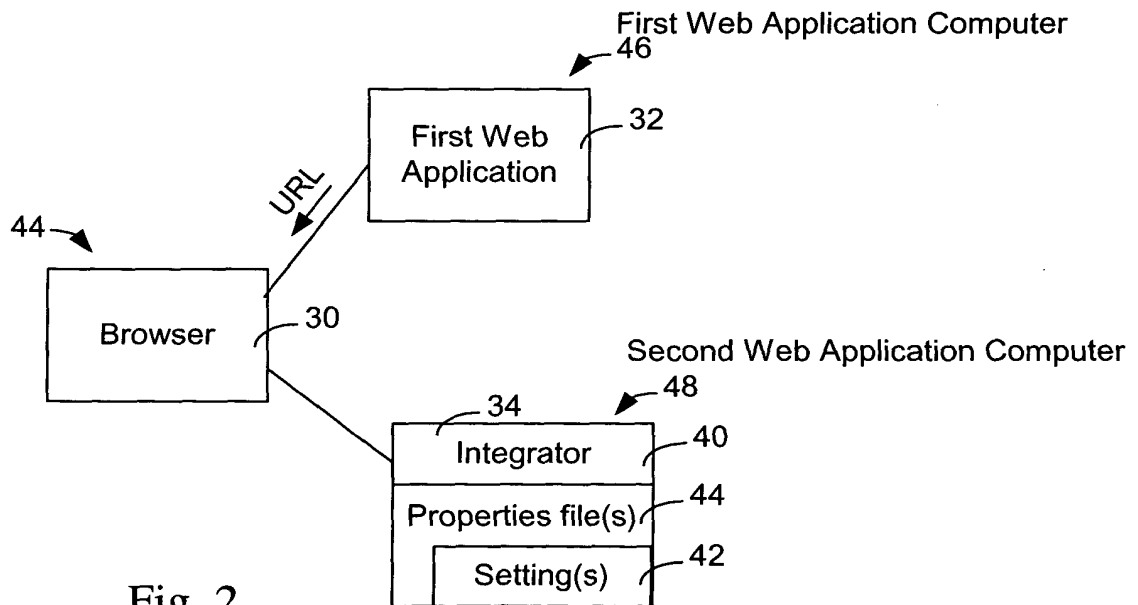 First Web Application Computer
46
First Web
Application
32
URL
44
Browser
30
Second Web Application Computer
48
34
Integrator
40
Properties file(s)
44
Setting(s)
42
Fig. 2